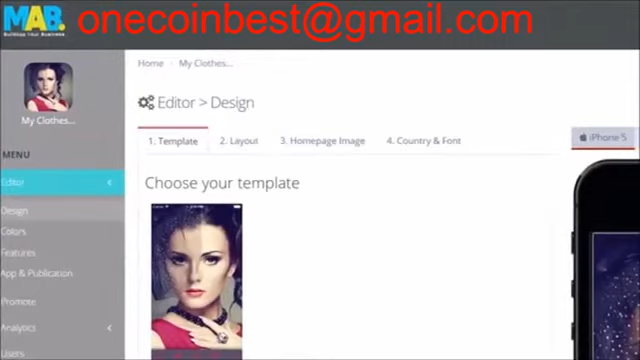 MAB.
Building Your Business
onecoinbest@gmail.com
Home
My Clothes...
My Clothes...
Editor > Design
MENU
1. Template
2. Layout
3. Homepage Image
4. Country & Font
iPhone 5
Editor
Choose your template
Design
Colors
Features
App & Publication
Promote
Analytics
Users